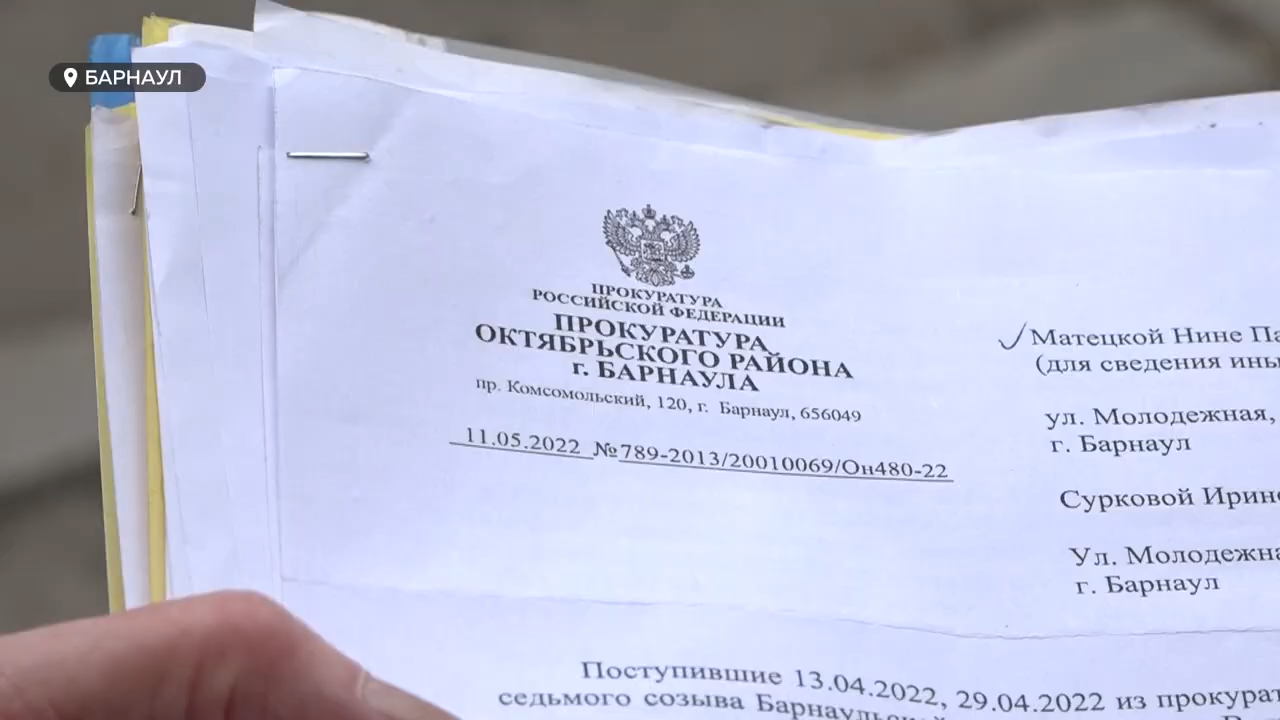 БАРНАУЛ
ПРОКУРАТУРА
РОССИЙСКОЙ ФЕДЕРАЦИИ
ПРОКУРАТУРА
ОКТЯБРЬСКОГО РАЙОНА
г. БАРНАУЛА
пр. Комсомольский, 120, г. Барнаул, 656049
11.05.2022 №789-2013/20010069/Он480-22
Матецкой Нине
(для сведения
ул. Молодежная,
г. Барнаул
Сурковой
Ул.
г. Барнаул
Поступившие 13.04.2022, 29.04.2022 из
седьмого созыва